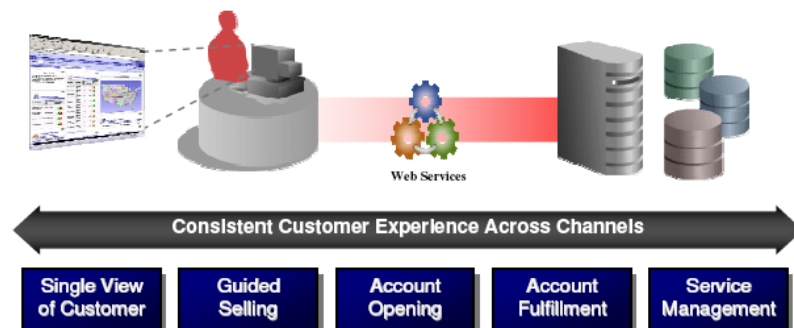 Web Services
Consistent Customer Experience Across Channels
Single View
of Customer
Guided
Selling
Account
Opening
Account
Fulfillment
Service
Management